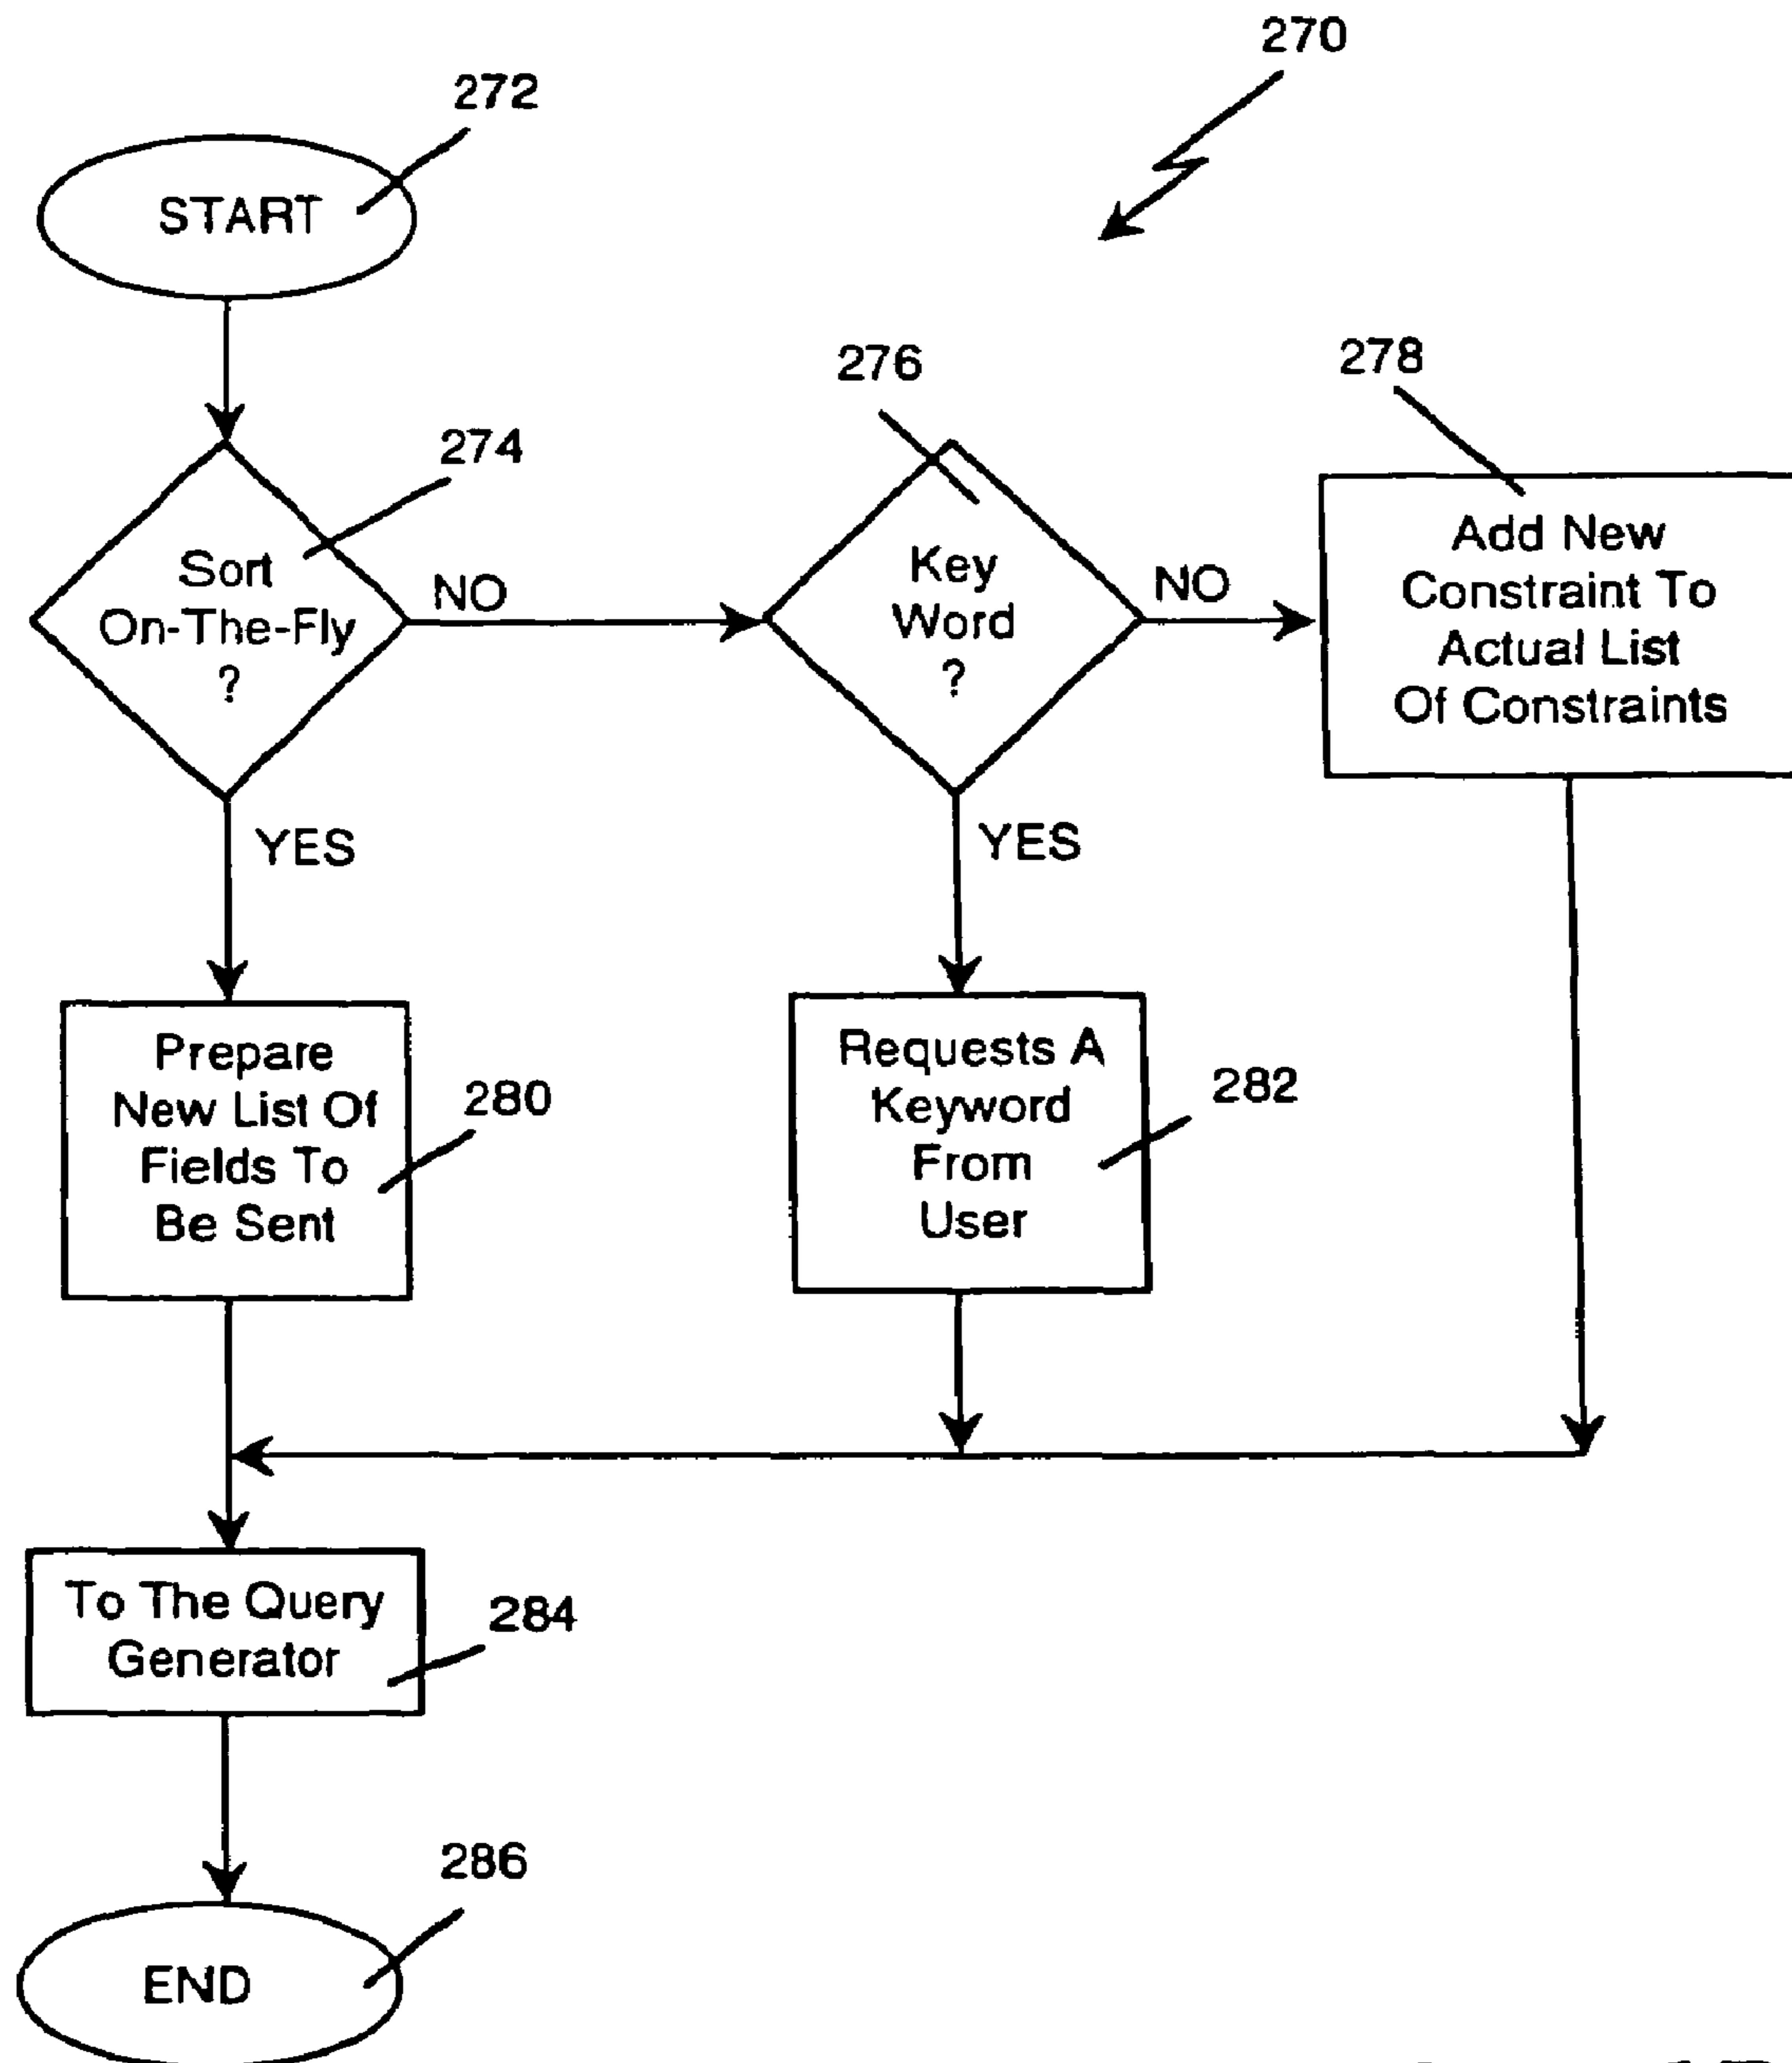 270
272
START
276
278
274
Sort
On-The-Fly
?
NO
Key
Word
?
NO
Add New
Constraint To
Actual List
Of Constraints
YES
YES
Prepare
New List Of
Fields To
Be Sent
280
Requests A
Keyword
From
User
282
To The Query
Generator
284
286
END